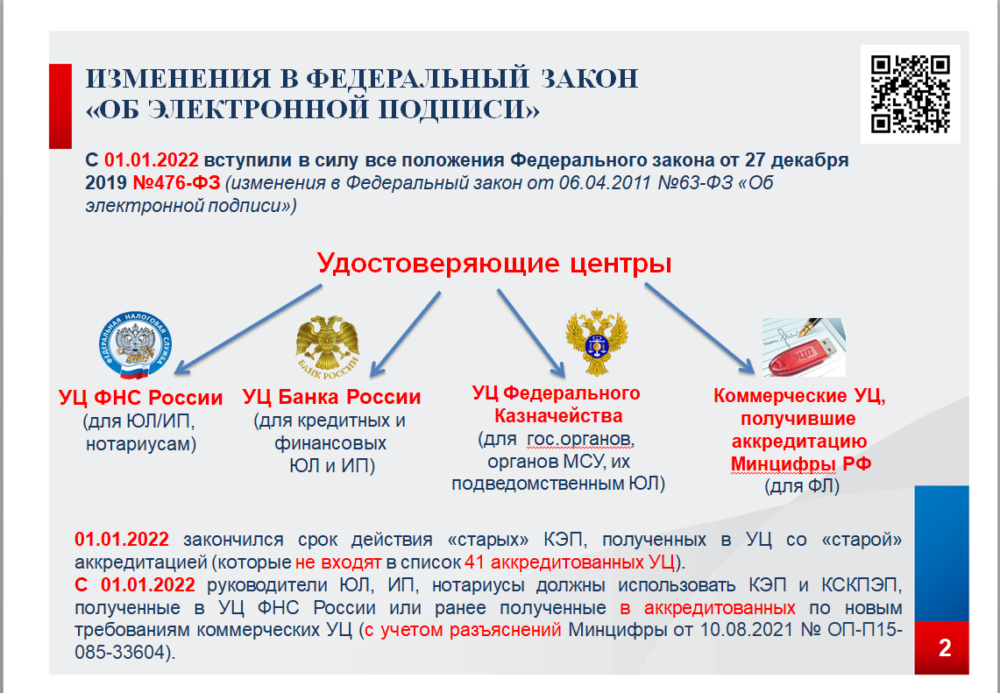 ИЗМЕНЕНИЯ В ФЕДЕРАЛЬНЫЙ ЗАКОН
«ОБ ЭЛЕКТРОННОЙ ПОДПИСИ»
С 01.01.2022 вступили в силу все положения Федерального закона от 27 декабря
2019 №476-ФЗ (изменения в Федеральный закон от 06.04.2011 №63-ФЗ «Об
электронной подписи»)
Удостоверяющие центры
ФЕДЕРАЛЬНАЯ НАЛОГОВАЯ СЛУЖБА
УЦ ФНС России
(для ЮЛ/ИП,
нотариусам)
БАНК РОССИИ
УЦ Банка России
(для кредитных и
финансовых
ЮЛ и ИП)
УЦ Федерального
Казначейства
(для гос.органов,
органов МСУ, их
подведомственным ЮЛ)
ЭЦП
Коммерческие УЦ,
получившие
аккредитацию
Минцифры РФ
(для ФЛ)
01.01.2022 закончился срок действия «старых» КЭП, полученных в УЦ со «старой»
аккредитацией (которые не входят в список 41 аккредитованных УЦ).
С 01.01.2022 руководители ЮЛ, ИП, нотариусы должны использовать КЭП и КСКПЭП,
полученные в УЦ ФНС России или ранее полученные в аккредитованных по новым
требованиям коммерческих УЦ (с учетом разъяснений Минцифры от 10.08.2021 № ОП-П15-
085-33604).
2